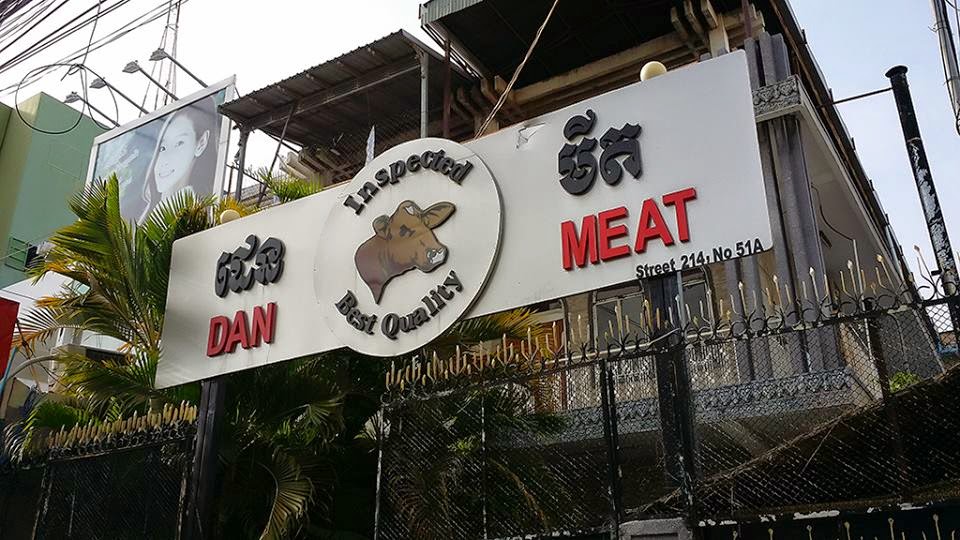 ដេន
DAN
Inspected
Best Quality
មីត
MEAT
Street 214, No 51A